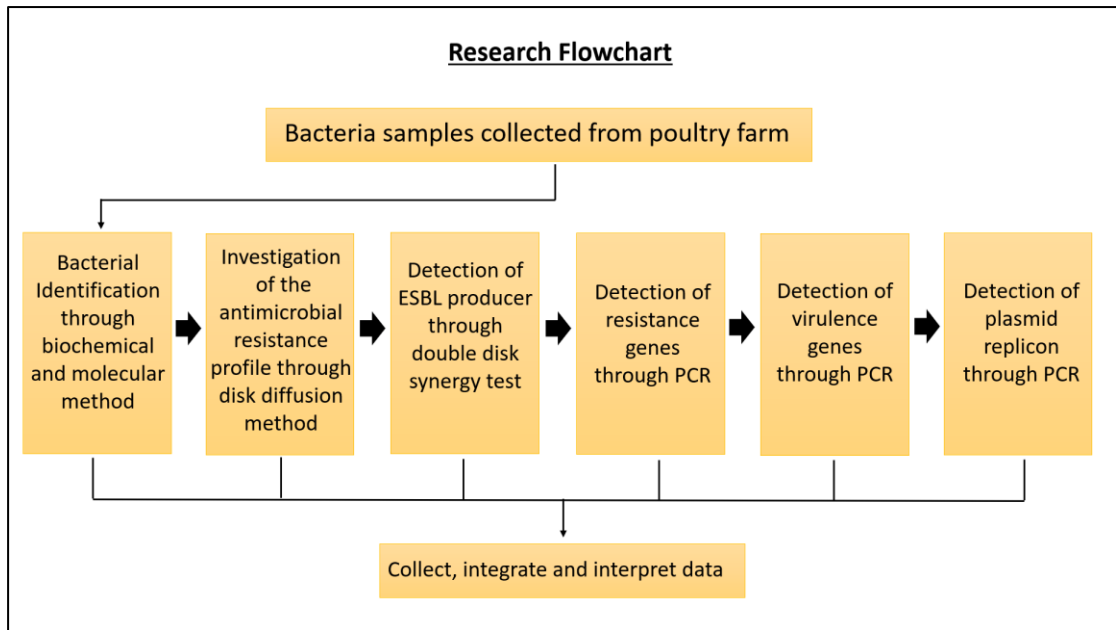 Research Flowchart
Bacteria samples collected from poultry farm
Bacterial
Identification
through
biochemical
and molecular
method
Investigation
of the
antimicrobial
resistance
profile through
disk diffusion
method
Detection of
ESBL producer
through
double disk
synergy test
Detection of
resistance
genes
through PCR
Detection of
virulence
genes
through PCR
Detection of
plasmid
replicon
through PCR
Collect, integrate and interpret data